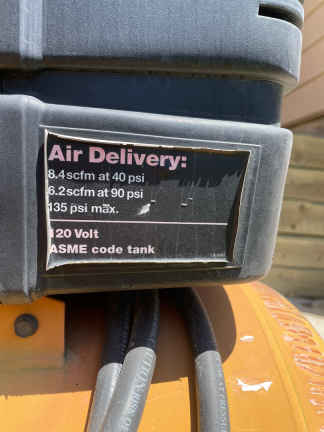 Air Delivery:
8.4 scfm at 40 psi
6.2 scfm at 90 psi
135 psi max.
120 Volt
ASME code tank